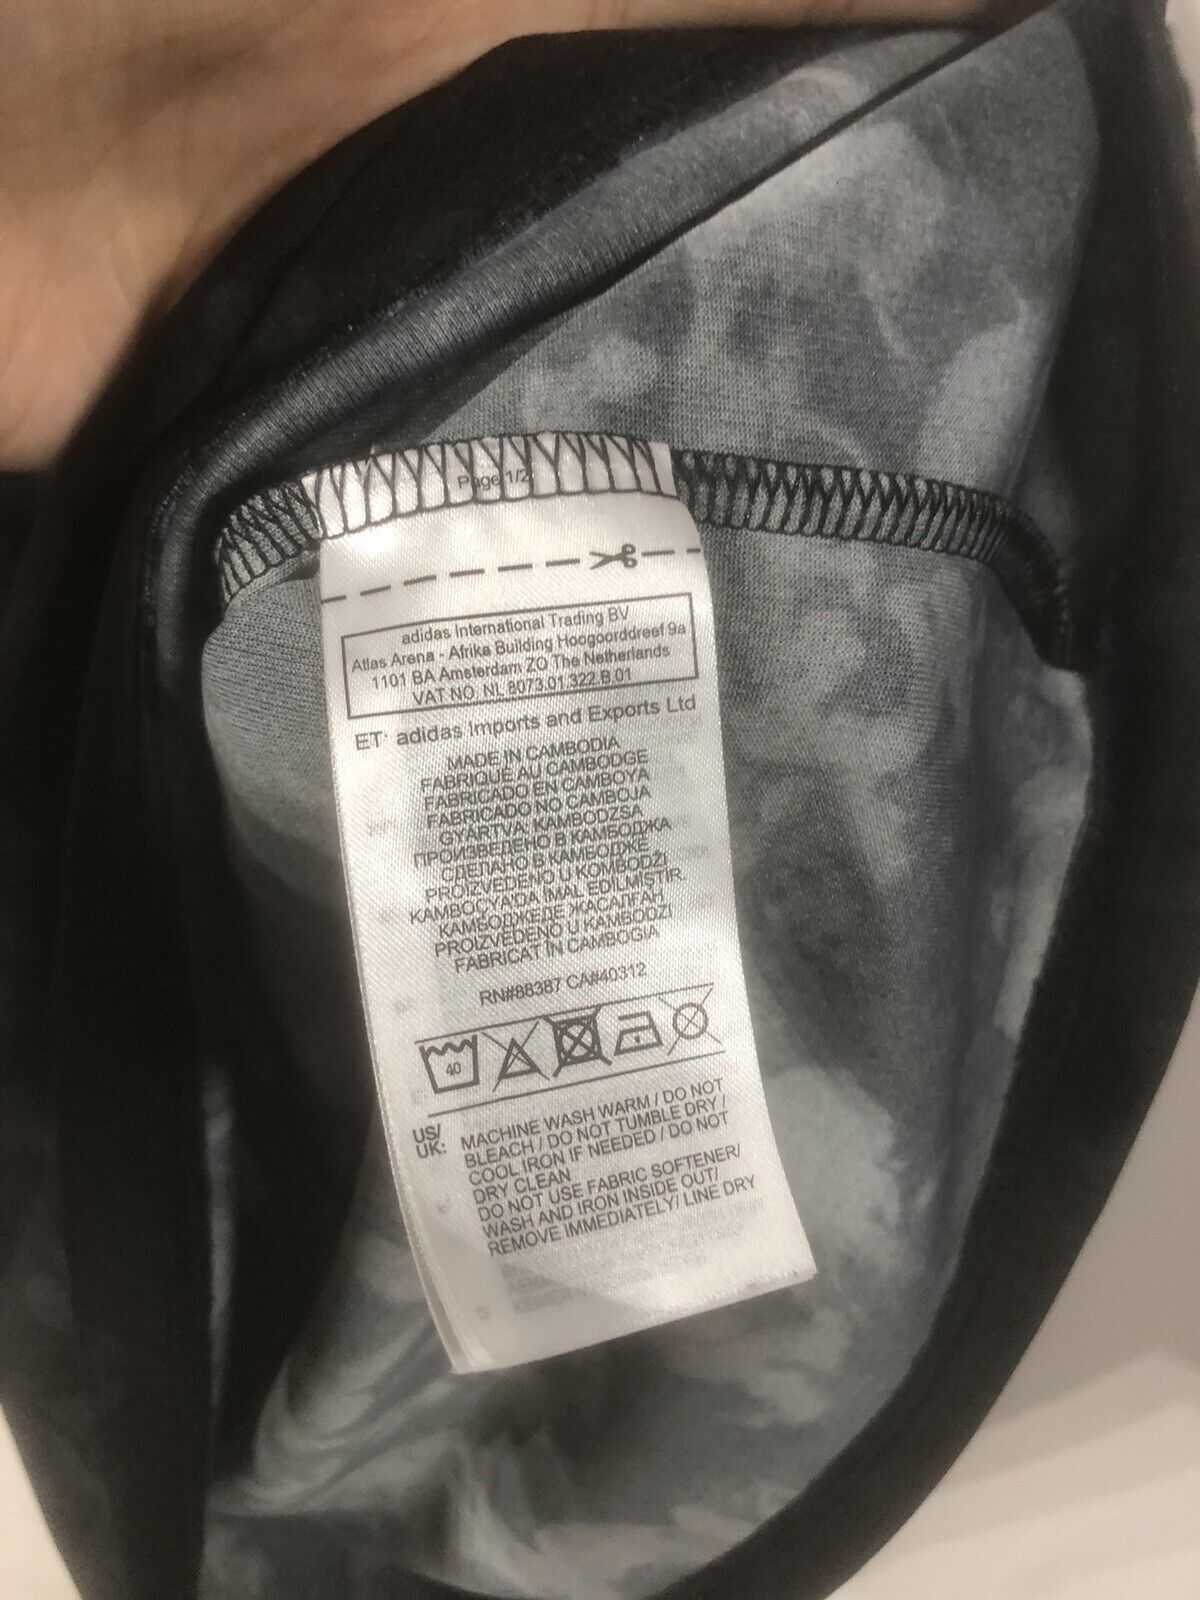 Page 1/2
adidas International Trading BV
Atlas Arena - Afrika Building Hoogoorddreef 9a
1101 BA Amsterdam ZO The Netherlands
VAT NO. NL 8073.01.322.B.01
ET: adidas Imports and Exports Ltd
MADE IN CAMBODIA
FABRIQUE AU CAMBODGE
FABRICADO EN CAMBOYA
FABRICADO NO CAMBOJA
GYÁRTVA: KAMBODZSA
ПРОИЗВЕДЕНО В КАМБОДЖА
СДЕЛАНО В КАМБОДЖЕ
PROIZVEDENO U KOMBODŽI
KAMBOÇYA'DA İMAL EDİLMİŞTİR.
КАМБОДЖЕДЕ ЖАСАЛҒАН
PROIZVEDENO U KAMBODŽI
FABRICAT ÎN CAMBOGIA
RN#88387 CA#40312
40
US/
UK:
MACHINE WASH WARM / DO NOT
BLEACH / DO NOT TUMBLE DRY /
COOL IRON IF NEEDED / DO NOT
DRY CLEAN
DO NOT USE FABRIC SOFTENER/
WASH AND IRON INSIDE OUT/
REMOVE IMMEDIATELY/ LINE DRY